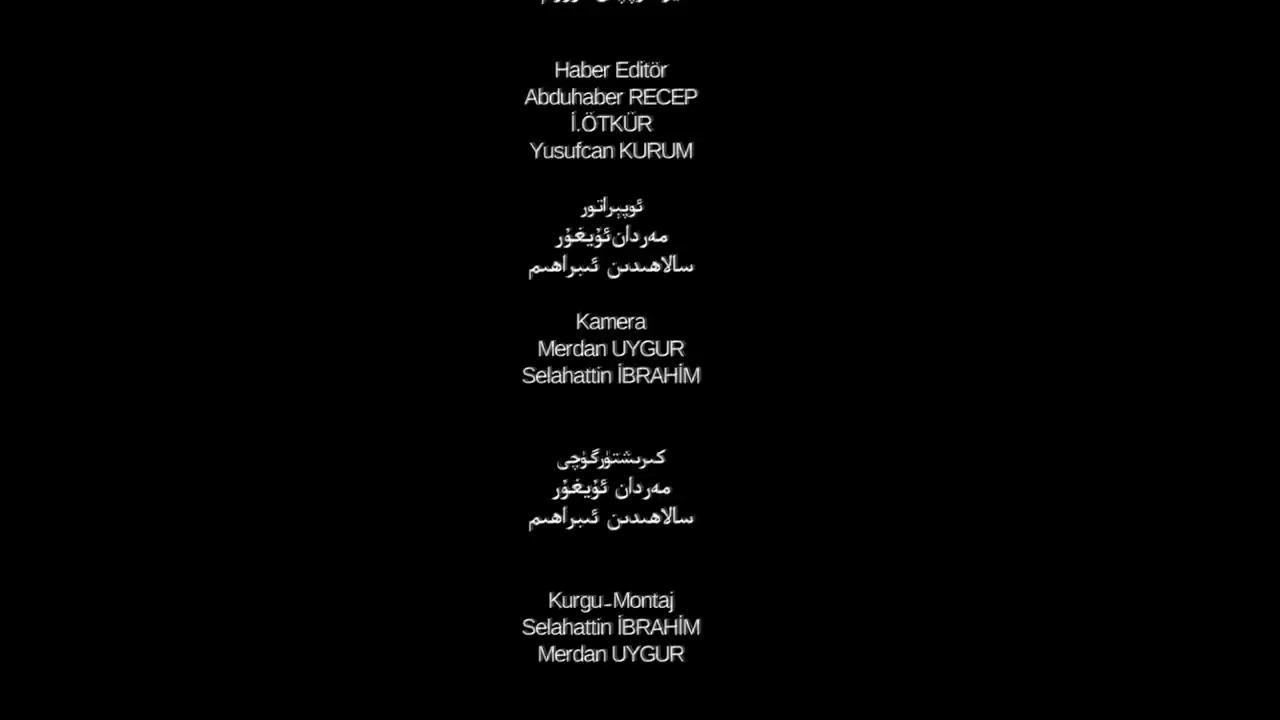 Haber Editör
Abduhaber RECEP
İ.ÖTKÜR
Yusufcan KURUM
ئوپېراتور
مەردان ئۇيغۇر
سالاھىدىن ئىبراھىم
Kamera
Merdan UYGUR
Selahattin İBRAHİM
كىرىشتۈرگۈچى
مەردان ئۇيغۇر
سالاھىدىن ئىبراھىم
Kurgu-Montaj
Selahattin İBRAHİM
Merdan UYGUR